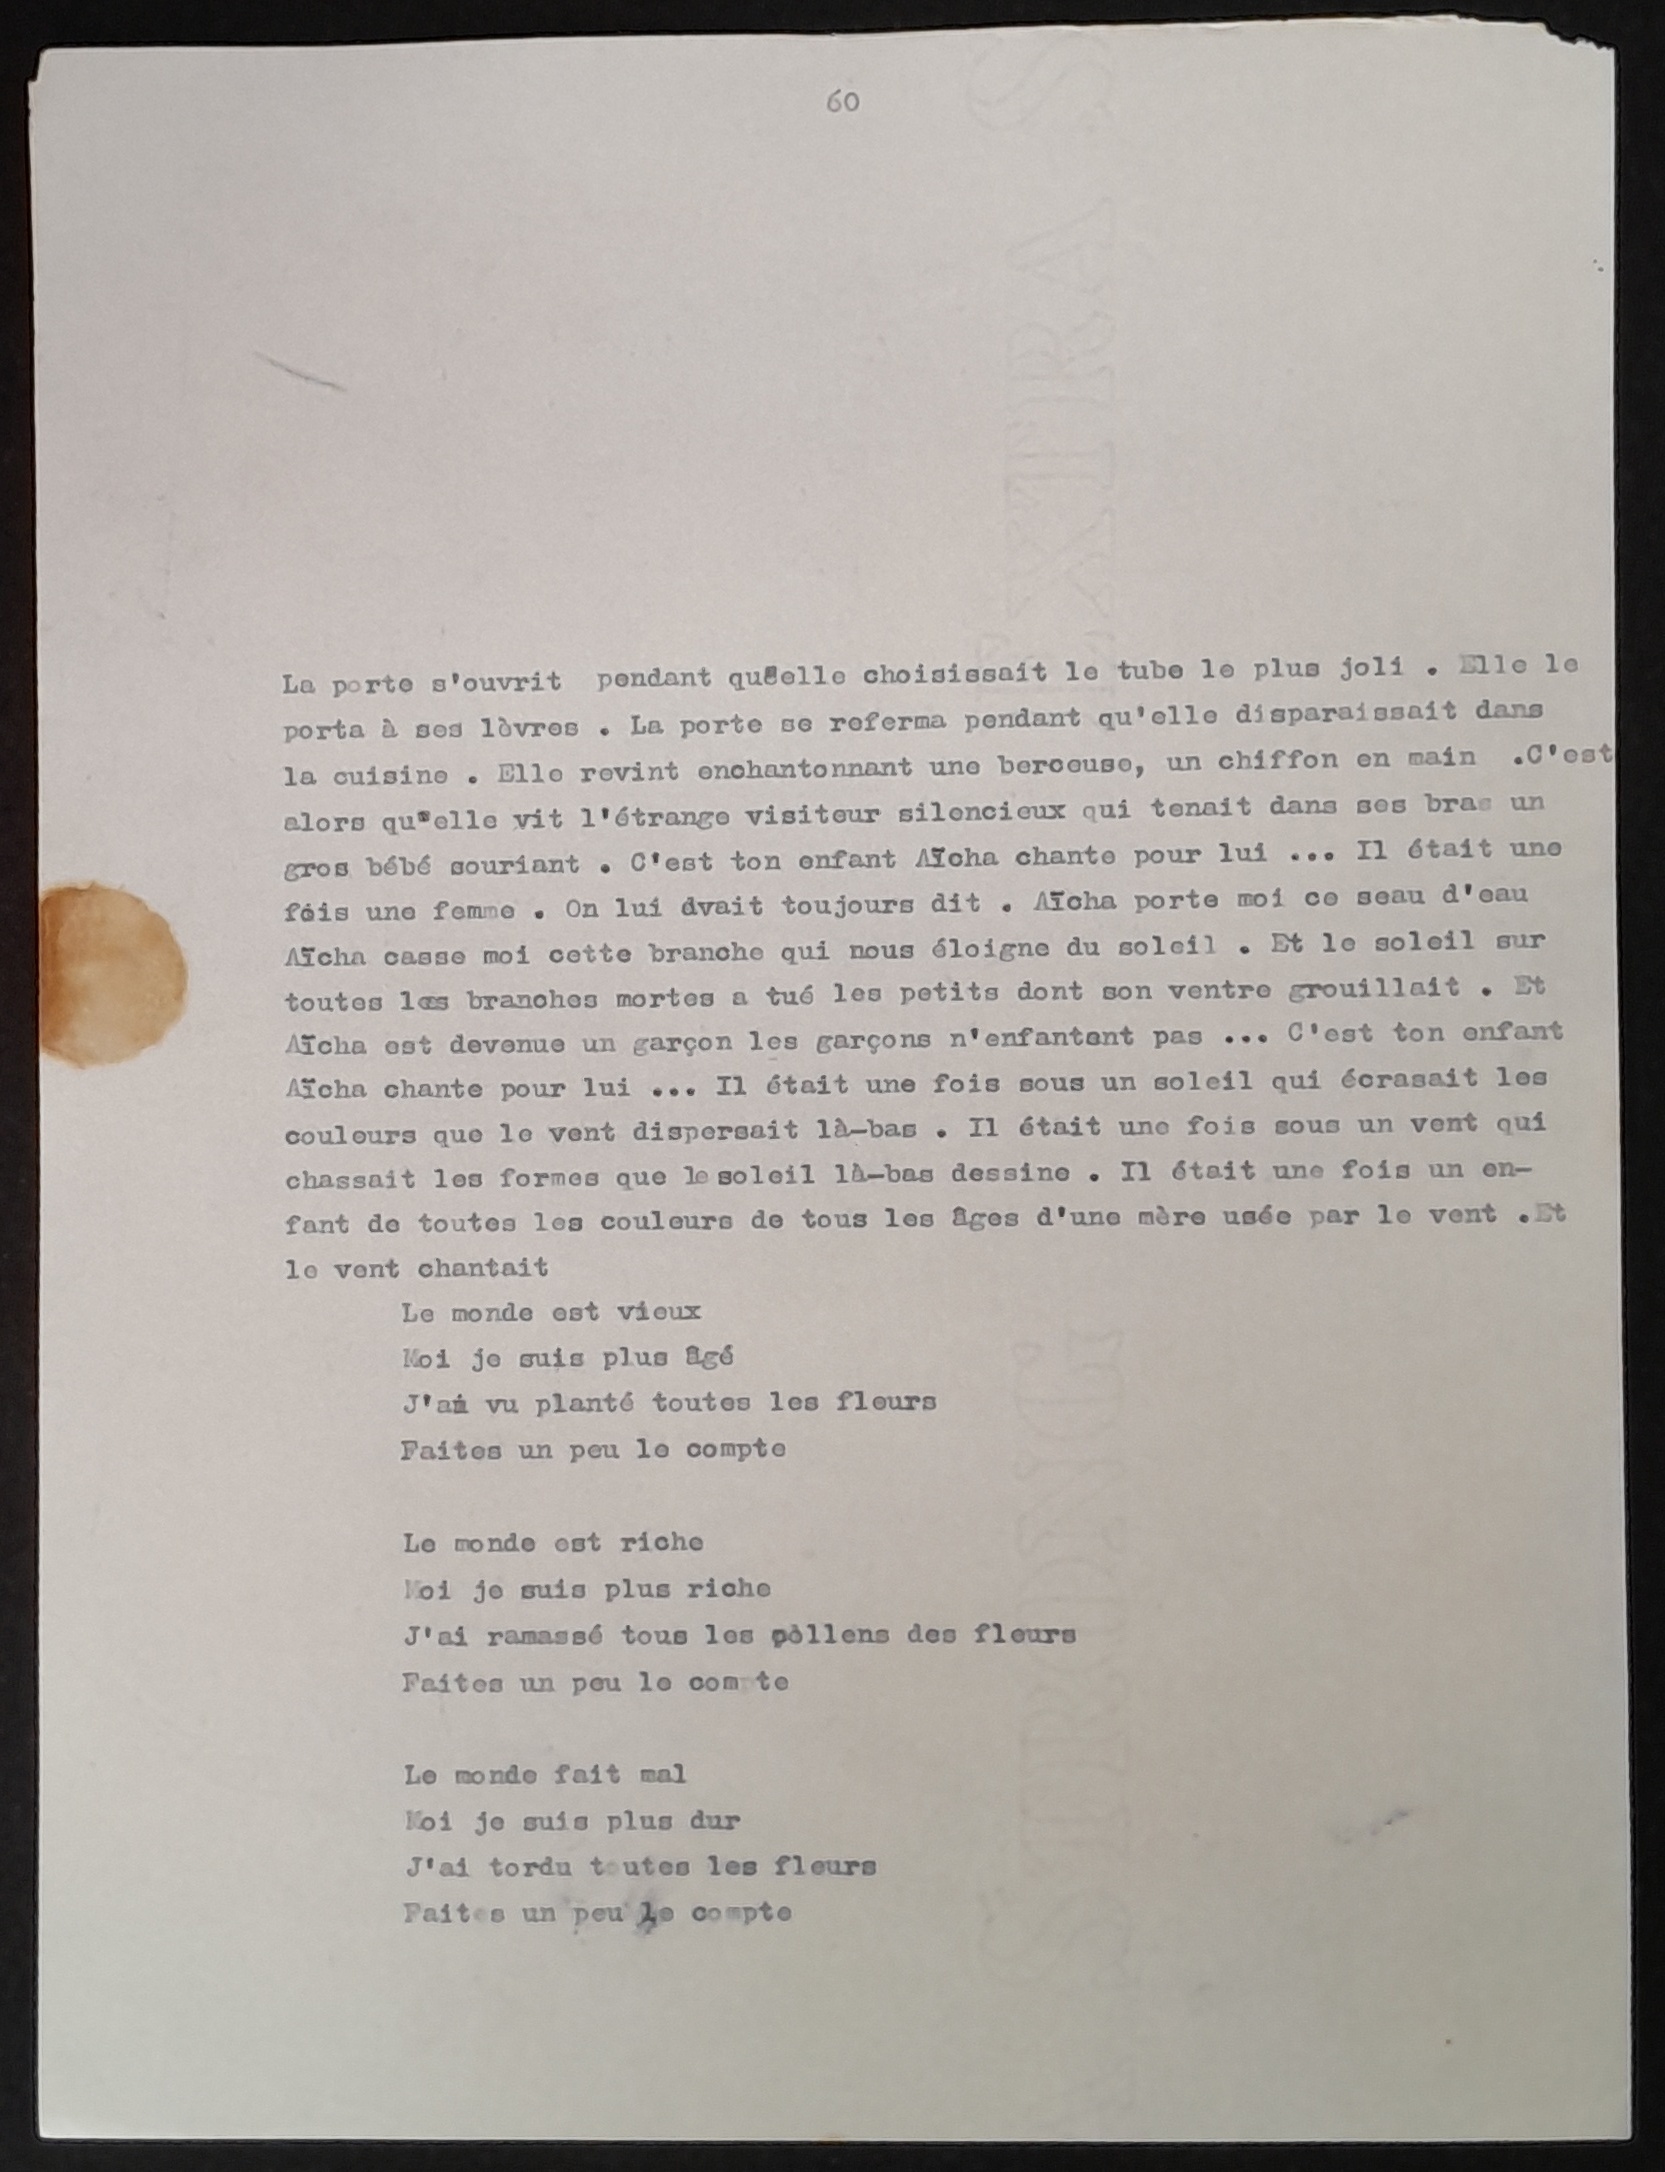 60
La porte s'ouvrit pendant qu'elle choisissait le tube le plus joli . Elle le
porta à ses lèvres . La porte se referma pendant qu'elle disparaissait dans
la cuisine . Elle revint enchantonnant une berceuse, un chiffon en main .C'est
alors qu"elle vit l'étrange visiteur silencieux qui tenait dans ses bras un
gros bébé souriant . C'est ton enfant Aïcha chante pour lui ... Il était une
fois une femme . On lui avait toujours dit . Aïcha porte moi ce seau d'eau
Aïcha casse moi cette branche qui nous éloigne du soleil . Et le soleil sur
toutes les branches mortes a tué les petits dont son ventre grouillait . Et
Aïcha est devenue un garçon les garçons n'enfantent pas ... C'est ton enfant
Aïcha chante pour lui ... Il était une fois sous un soleil qui écrasait les
couleurs que le vent dispersait là-bas . Il était une fois sous un vent qui
chassait les formes que le soleil là-bas dessine . Il était une fois un en-
fant de toutes les couleurs de tous les âges d'une mère usée par le vent .Et
le vent chantait
Le monde est vieux
Moi je suis plus âgé
J'ai vu planté toutes les fleurs
Faites un peu le compte
Le monde est riche
Moi je suis plus riche
J'ai ramassé tous les pòllens des fleurs
Faites un peu le compte
Le monde fait mal
Moi je suis plus dur
J'ai tordu toutes les fleurs
Faites un peu le compte